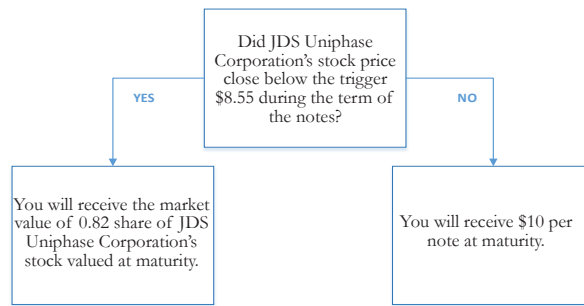 Did JDS Uniphase
Corporation's stock price
close below the trigger
$8.55 during the term of
the notes?
YES
NO
You will receive the market
value of 0.82 share of JDS
Uniphase Corporation's
stock valued at maturity.
You will receive $10 per
note at maturity.